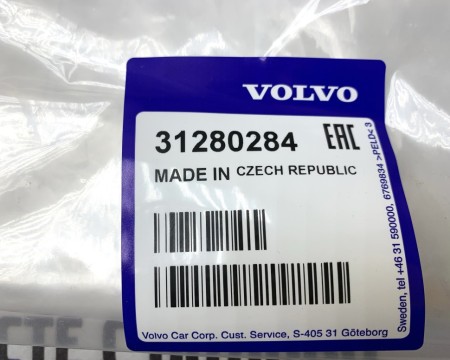 VOLVO
31280284 EAC
MADE IN CZECH REPUBLIC
Volvo Car Corp. Cust. Service, S-405 31 Göteborg
Sweden, tel +46 31 590000, 6769834 >PELD< 3